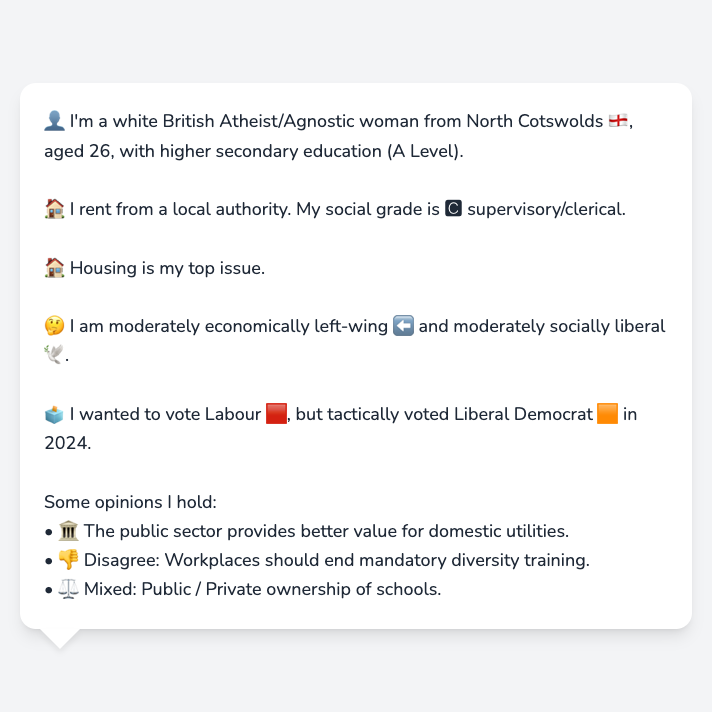 👤 I'm a white British Atheist/Agnostic woman from North Cotswolds 🏴󠁧󠁢󠁥󠁮󠁧󠁿,
aged 26, with higher secondary education (A Level).
🏠 I rent from a local authority. My social grade is 🅲 supervisory/clerical.
🏠 Housing is my top issue.
🤔 I am moderately economically left-wing ⬅️ and moderately socially liberal
🕊️.
🗳️ I wanted to vote Labour 🟥, but tactically voted Liberal Democrat 🟧 in
2024.
Some opinions I hold:
• 🏛️ The public sector provides better value for domestic utilities.
• 👎 Disagree: Workplaces should end mandatory diversity training.
• ⚖️ Mixed: Public / Private ownership of schools.